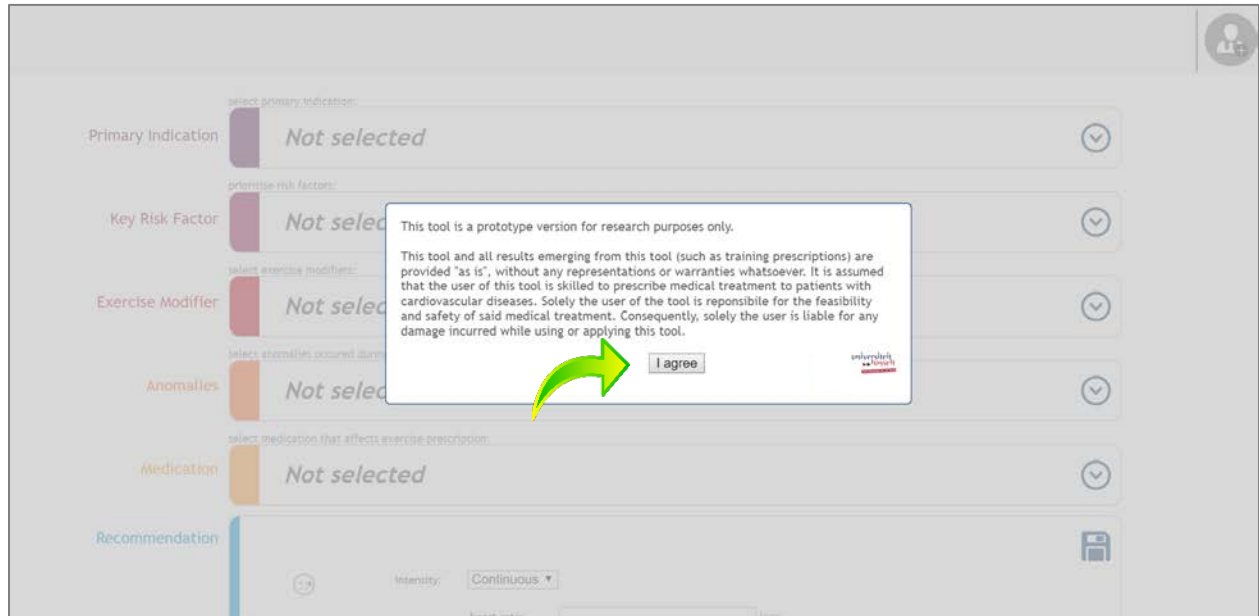 select primary indication:
Primary Indication
Not selected
prioritise risk factors:
Key Risk Factor
Not selec
select exercise modifiers:
Exercise Modifier
Not selec
select anomalies occured durin
Anomalies
Not selec
select medication that affects exercise prescription:
Medication
Not selected
Recommendation
Intensity:
Continuous
heart rate:
This tool is a prototype version for research purposes only.
This tool and all results emerging from this tool (such as training prescriptions) are
provided "as is", without any representations or warranties whatsoever. It is assumed
that the user of this tool is skilled to prescribe medical treatment to patients with
cardiovascular diseases. Solely the user of the tool is reponsibile for the feasibility
and safety of said medical treatment. Consequently, solely the user is liable for any
damage incurred while using or applying this tool.
I agree